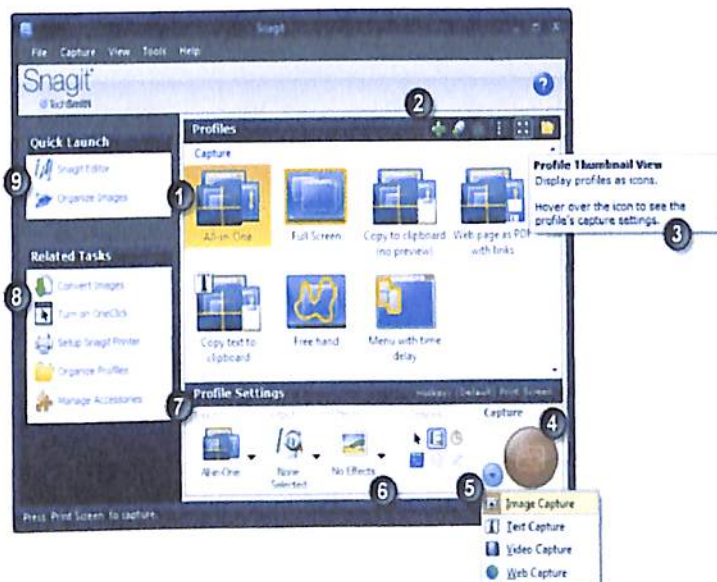 Snagit
File Capture View Tools Help
Snagit
TechSmith
?
2
Profiles
Quick Launch
Capture
9
Snagit Editor
Organize Images
1
Profile Thumbnail View
Display profiles as icons.
Hover over the icon to see the
profile's capture settings.
3
All-in-One
Full Screen
Copy to clipboard
(no preview)
Web page as PDF
with links
Related Tasks
8
Convert Images
Turn on OneClick
Setup Snagit Printer
Organize Profiles
Manage Accessories
T
Copy text to
clipboard
Free hand
Menu with time
delay
7
Profile Settings
Hotkey: Default: Print Screen
Capture
4
All-in-One
None
Selected
No Effects
6
5
Image Capture
Text Capture
Video Capture
Web Capture
Press Print Screen to capture.